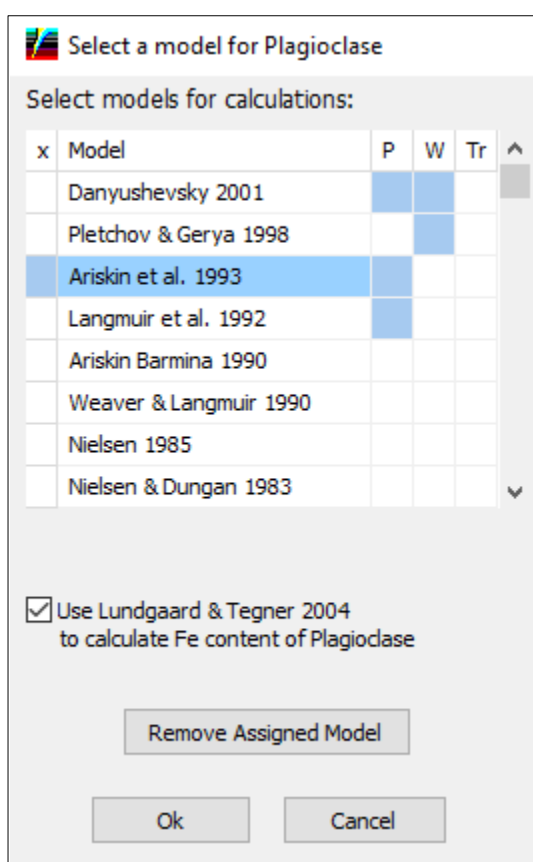 Select a model for Plagioclase
Select models for calculations:
x Model P W Tr
Danyushevsky 2001
Pletchov & Gerya 1998
Ariskin et al. 1993
Langmuir et al. 1992
Ariskin Barmina 1990
Weaver & Langmuir 1990
Nielsen 1985
Nielsen & Dungan 1983
Use Lundgaard & Tegner 2004
to calculate Fe content of Plagioclase
Remove Assigned Model
Ok Cancel